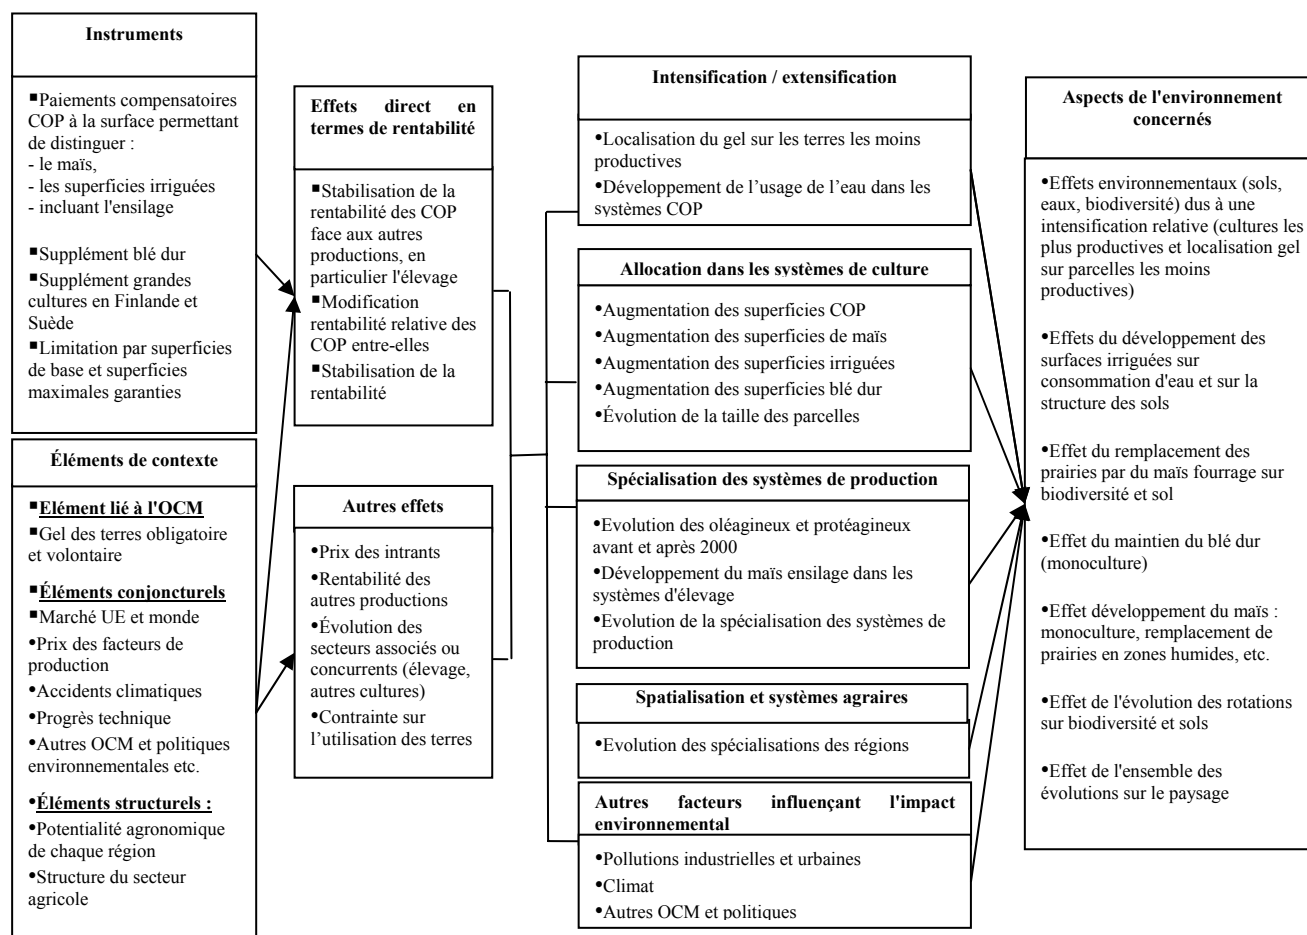 Instruments
■Paiements compensatoires
COP à la surface permettant
de distinguer :
- le maïs,
- les superficies irriguées
- incluant l'ensilage
■Supplément blé dur
■Supplément grandes
cultures en Finlande et
Suède
■Limitation par superficies
de base et superficies
maximales garanties
Éléments de contexte
■Elément lié à l'OCM
■Gel des terres obligatoire
et volontaire
■Éléments conjoncturels
■Marché UE et monde
•Prix des facteurs de
production
•Accidents climatiques
•Progrès technique
•Autres OCM et politiques
environnementales etc.
•Éléments structurels :
•Potentialité agronomique
de chaque région
•Structure du secteur
agricole
Effets direct en
termes de rentabilité
■Stabilisation de la
rentabilité des COP
face aux autres
productions, en
particulier l'élevage
■Modification
rentabilité relative des
COP entre-elles
■Stabilisation de la
rentabilité
Autres effets
•Prix des intrants
•Rentabilité des
autres productions
•Évolution des
secteurs associés ou
concurrents (élevage,
autres cultures)
•Contrainte sur
l’utilisation des terres
Intensification / extensification
•Localisation du gel sur les terres les moins
productives
•Développement de l’usage de l’eau dans les
systèmes COP
Allocation dans les systèmes de culture
•Augmentation des superficies COP
•Augmentation des superficies de maïs
•Augmentation des superficies irriguées
•Augmentation des superficies blé dur
•Évolution de la taille des parcelles
Spécialisation des systèmes de production
•Evolution des oléagineux et protéagineux
avant et après 2000
•Développement du maïs ensilage dans les
systèmes d'élevage
•Evolution de la spécialisation des systèmes de
production
Spatialisation et systèmes agraires
•Evolution des spécialisations des régions
Autres facteurs influençant l'impact
environnemental
•Pollutions industrielles et urbaines
•Climat
•Autres OCM et politiques
Aspects de l'environnement
concernés
•Effets environmentaux (sols,
eaux, biodiversité) dus à une
intensification relative (cultures
les plus productives et localisation gel
sur parcelles les moins
productives)
•Effets du développement des
surfaces irriguées sur
consommation d'eau et sur la
structure des sols
•Effet du remplacement des
prairies par du maïs fourrage sur
biodiversité et sol
•Effet du maintien du blé dur
(monoculture)
•Effet développement du maïs :
monoculture, remplacement de
prairies en zones humides, etc.
•Effet de l'évolution des rotations
sur biodiversité et sols
•Effet de l'ensemble des
évolutions sur le paysage